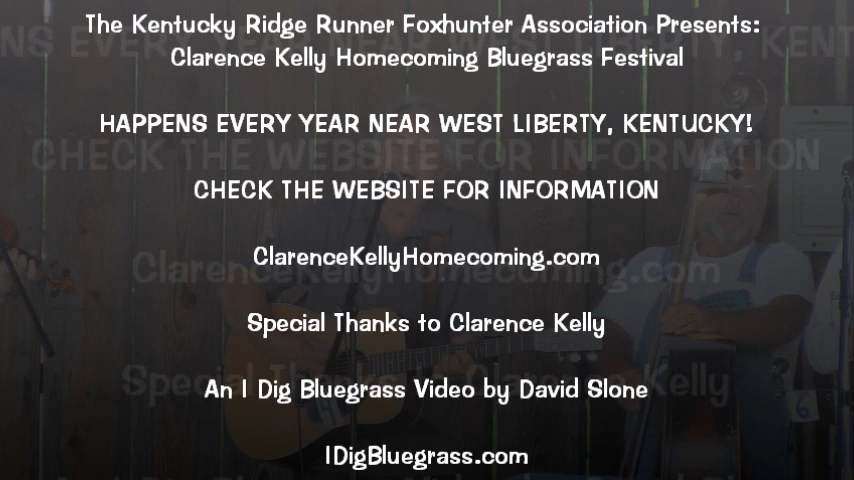 The Kentucky Ridge Runner Foxhunter Association Presents:
Clarence Kelly Homecoming Bluegrass Festival
HAPPENS EVERY YEAR NEAR WEST LIBERTY, KENTUCKY!
CHECK THE WEBSITE FOR INFORMATION
ClarenceKellyHomecoming.com
Special Thanks to Clarence Kelly
An I Dig Bluegrass Video by David Slone
IDigBluegrass.com